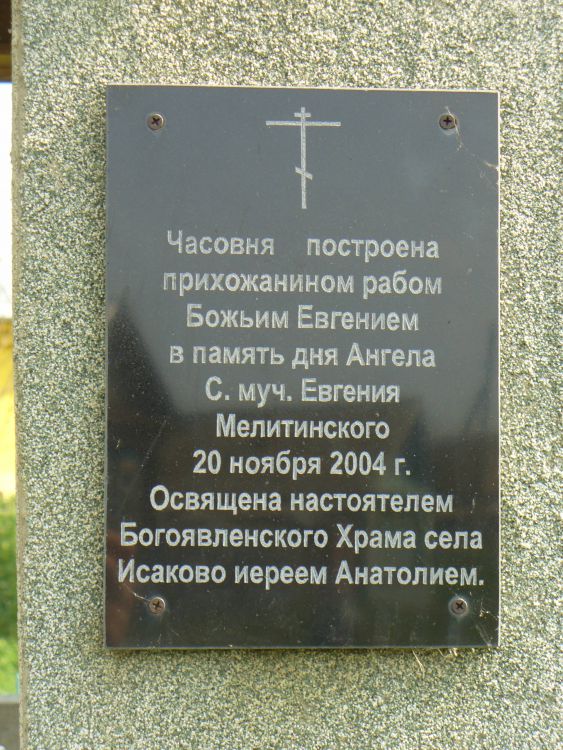 Часовня построена
прихожанином рабом
Божьим Евгением
в память дня Ангела
С. муч. Евгения
Мелитинского
20 ноября 2004 г.
Освящена настоятелем
Богоявленского Храма села
Исаково иереем Анатолием.